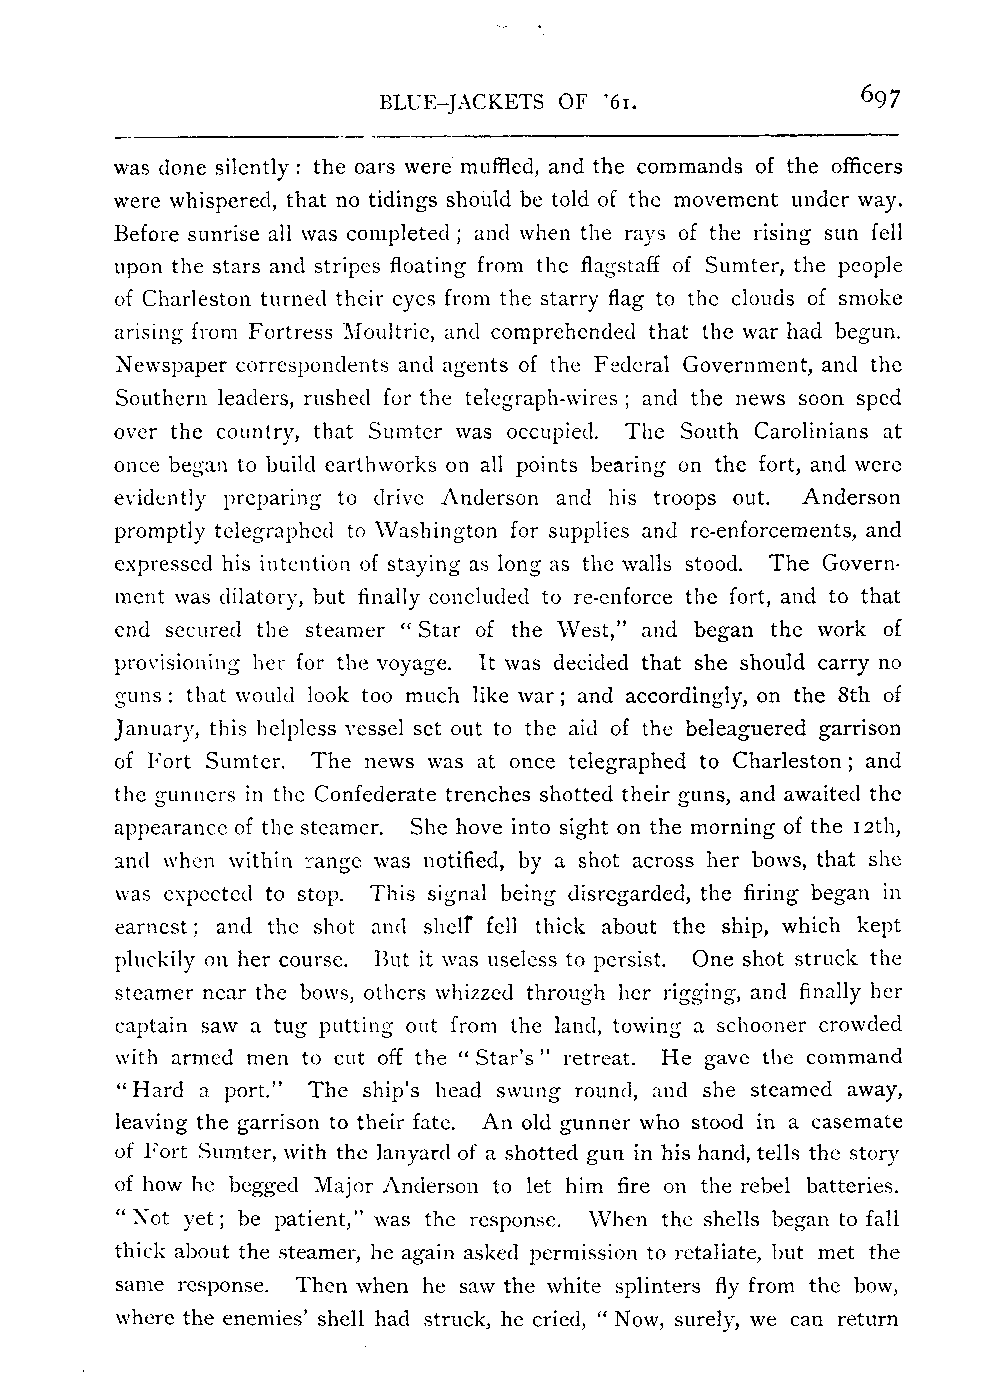 BLUE-JACKETS OF '61. 697
was done silently: the oars were muffled, and the commands of the officers
were whispered, that no tidings should be told of the movement under way.
Before sunrise all was completed; and when the rays of the rising sun fell
upon the stars and stripes floating from the flagstaff of Sumter, the people
of Charleston turned their eyes from the starry flag to the clouds of smoke
arising from Fortress Moultrie, and comprehended that the war had begun.
Newspaper correspondents and agents of the Federal Government, and the
Southern leaders, rushed for the telegraph-wires; and the news soon sped
over the country, that Sumter was occupied. The South Carolinians at
once began to build earthworks on all points bearing on the fort, and were
evidently preparing to drive Anderson and his troops out. Anderson
promptly telegraphed to Washington for supplies and re-enforcements, and
expressed his intention of staying as long as the walls stood. The Govern-
ment was dilatory, but finally concluded to re-enforce the fort, and to that
end secured the steamer "Star of the West," and began the work of
provisioning her for the voyage. It was decided that she should carry no
guns: that would look too much like war; and accordingly, on the 8th of
January, this helpless vessel set out to the aid of the beleaguered garrison
of Fort Sumter. The news was at once telegraphed to Charleston; and
the gunners in the Confederate trenches shotted their guns, and awaited the
appearance of the steamer. She hove into sight on the morning of the 12th,
and when within range was notified, by a shot across her bows, that she
was expected to stop. This signal being disregarded, the firing began in
earnest; and the shot and shell fell thick about the ship, which kept
pluckily on her course. But it was useless to persist. One shot struck the
steamer near the bows, others whizzed through her rigging, and finally her
captain saw a tug putting out from the land, towing a schooner crowded
with armed men to cut off the "Star's" retreat. He gave the command
"Hard a port." The ship's head swung round, and she steamed away,
leaving the garrison to their fate. An old gunner who stood in a casemate
of Fort Sumter, with the lanyard of a shotted gun in his hand, tells the story
of how he begged Major Anderson to let him fire on the rebel batteries.
"Not yet; be patient," was the response. When the shells began to fall
thick about the steamer, he again asked permission to retaliate, but met the
same response. Then when he saw the white splinters fly from the bow,
where the enemies' shell had struck, he cried, "Now, surely, we can return